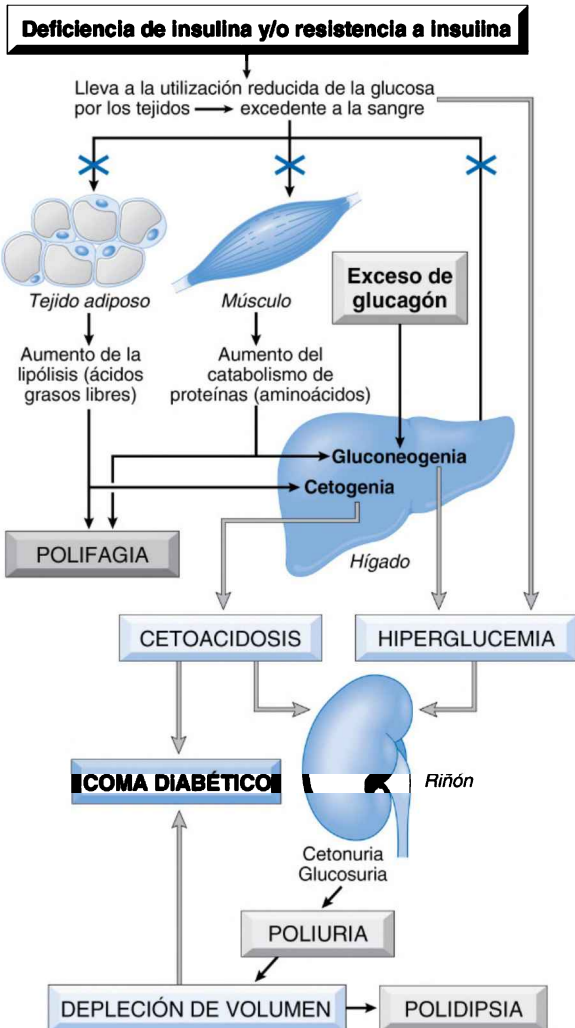 Deficiencia de insulina y/o resistencia a insulina
Lleva a la utilización reducida de la glucosa
por los tejidos → excedente a la sangre
Tejido adiposo
Músculo
Exceso de
glucagón
Aumento de la
lipólisis (ácidos
grasos libres)
Aumento del
catabolismo de
proteínas (aminoácidos)
Gluconeogenia
Cetogenia
POLIFAGIA
Hígado
CETOACIDOSIS
HIPERGLUCEMIA
COMA DIABÉTICO
Riñón
Cetonuria
Glucosuria
POLIURIA
DEPLECIÓN DE VOLUMEN
POLIDIPSIA